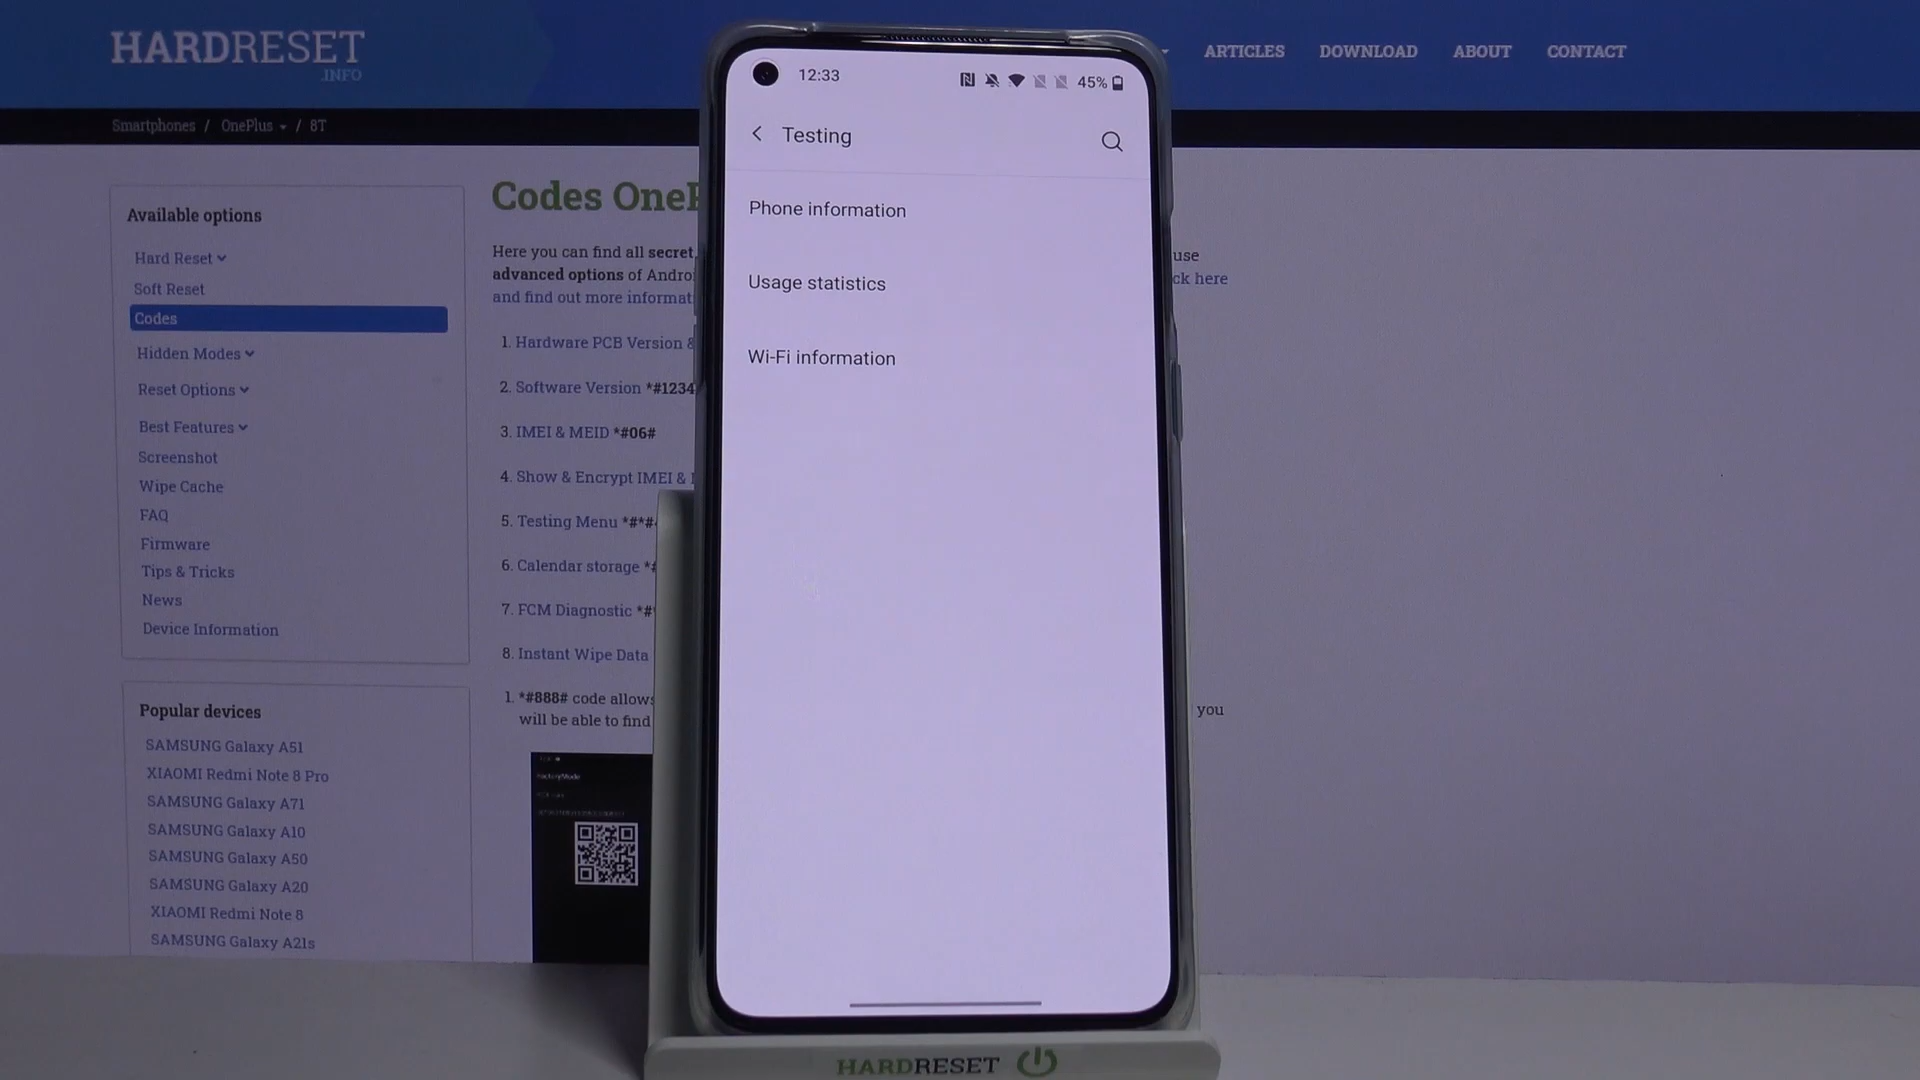 HARDRESET
.INFO
ARTICLES DOWNLOAD ABOUT CONTACT
Smartphones / OnePlus / 8T
Available options
Hard Reset
Soft Reset
Codes
Hidden Modes
Reset Options
Best Features
Screenshot
Wipe Cache
FAQ
Firmware
Tips & Tricks
News
Device Information
Popular devices
SAMSUNG Galaxy A51
XIAOMI Redmi Note 8 Pro
SAMSUNG Galaxy A71
SAMSUNG Galaxy A10
SAMSUNG Galaxy A50
SAMSUNG Galaxy A20
XIAOMI Redmi Note 8
SAMSUNG Galaxy A21s
Codes OneP
Here you can find all secret
use
advanced options of Andro
ck here
and find out more informat
1. Hardware PCB Version &
2. Software Version *#1234
3. IMEI & MEID *#06#
4. Show & Encrypt IMEI &
5. Testing Menu *#*#
6. Calendar storage *#
7. FCM Diagnostic *#
8. Instant Wipe Data
1. *#888# code allows
you
will be able to find
12:33
45%
Testing
Phone information
Usage statistics
Wi-Fi information
HARDRESET